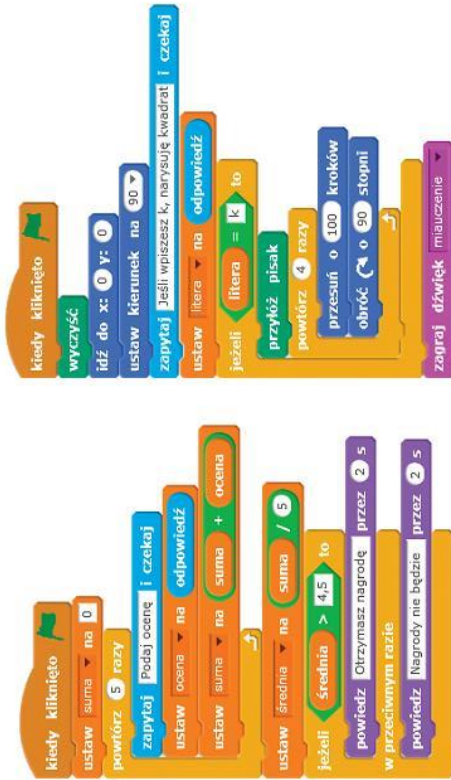 kiedy kliknięto
ustaw suma na 0
powtórz 5 razy
zapytaj Podaj ocenę i czekaj
ustaw ocena na odpowiedź
ustaw suma na suma + ocena
ustaw średnia na suma / 5
jeżeli średnia > 4,5 to
powiedz Otrzymasz nagrodę przez 2 s
w przeciwnym razie
powiedz Nagrody nie będzie przez 2 s
kiedy kliknięto
wyczyść
idź do x: 0 y: 0
ustaw kierunek na 90
zapytaj Jeśli wpiszesz k, narysuję kwadrat i czekaj
ustaw litera na odpowiedź
jeżeli litera = k to
przyłóż pisak
powtórz 4 razy
przesuń o 100 kroków
obróć o 90 stopni
zagraj dźwięk miauczenie